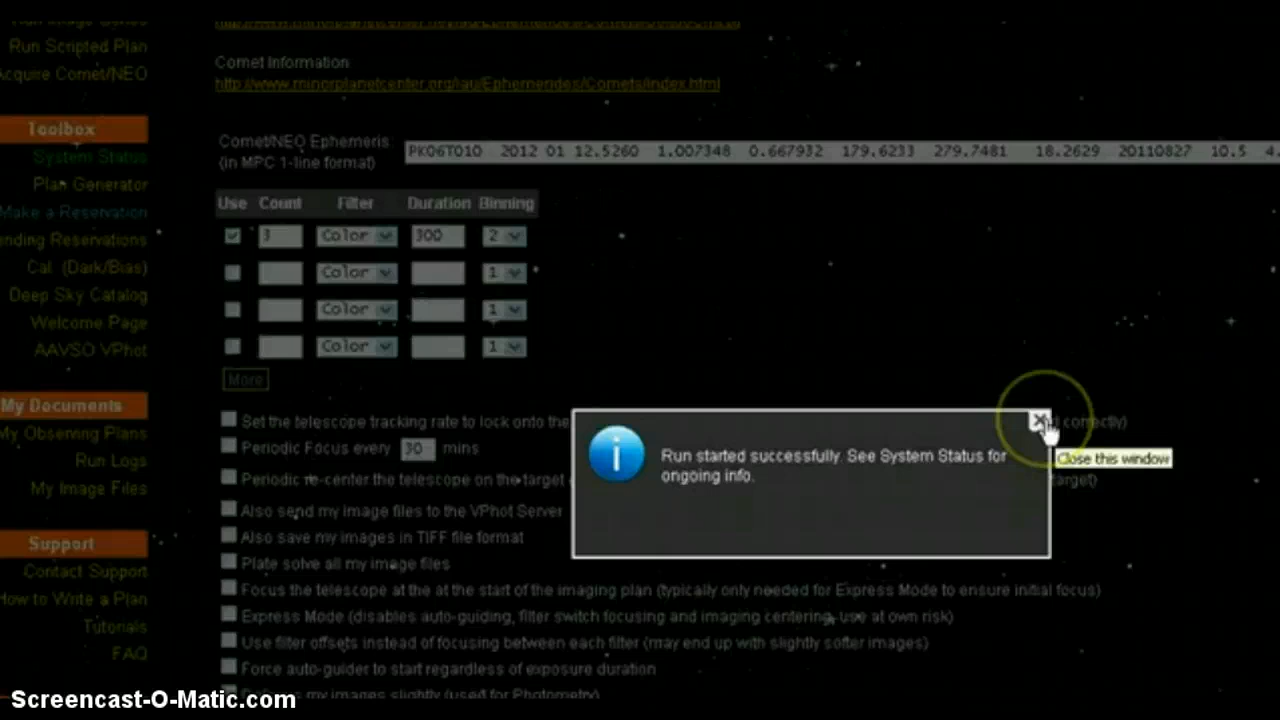 Run Scripted Plan
Acquire Comet/NEO
Toolbox
System Status
Plan Generator
Make a Reservation
nding Reservations
Cal. (Dark/Bias)
Deep Sky Catalog
Welcome Page
AAVSO VPhot
My Documents
My Observing Plans
Run Logs
My Image Files
Support
Contact Support
How to Write a Plan
Tutorials
FAQ
Comet Information
http://www.minorplanetcenter.org/iau/Ephemerides/Comets/index.html
Comet/NEO Ephemeris:
(in MPC 1-line format)
PK06T010 2012 01 12.5260 1.007348 0.667932 179.6233 279.7481 18.2629 20110827 10.5 4.
Use Count Filter Duration Binning
3 Color 300 2
Color 1
Color 1
Color 1
More
Set the telescope tracking rate to lock onto the
correctly)
Periodic Focus every 30 mins
Periodic re-center the telescope on the target
target)
Also send my image files to the VPhot Server
Also save my images in TIFF file format
Plate solve all my image files
Focus the telescope at the at the start of the imaging plan (typically only needed for Express Mode to ensure initial focus)
Express Mode (disables auto-guiding, filter switch focusing and imaging centering, use at own risk)
Use filter offsets instead of focusing between each filter (may end up with slightly softer images)
Force auto-guider to start regardless of exposure duration
my images slightly (used for Photometry)
Run started successfully. See System Status for
ongoing info.
Close this window
Screencast-O-Matic.com